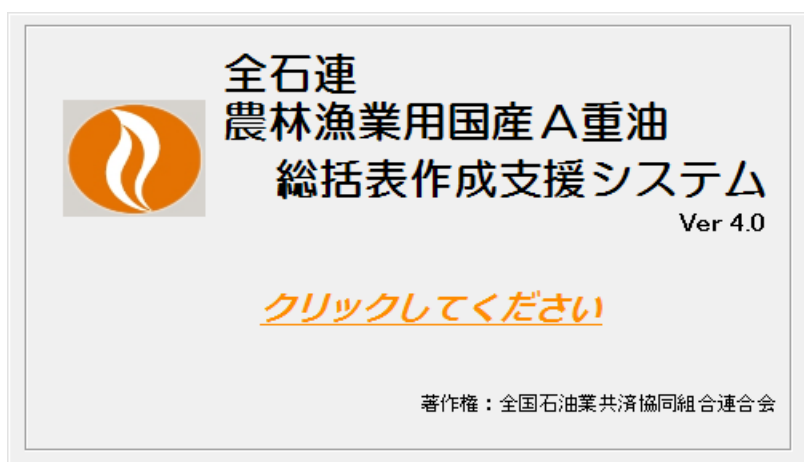 全石連
農林漁業用国産A重油
総括表作成支援システム
Ver 4.0
クリックしてください
著作権：全国石油業共済協同組合連合会